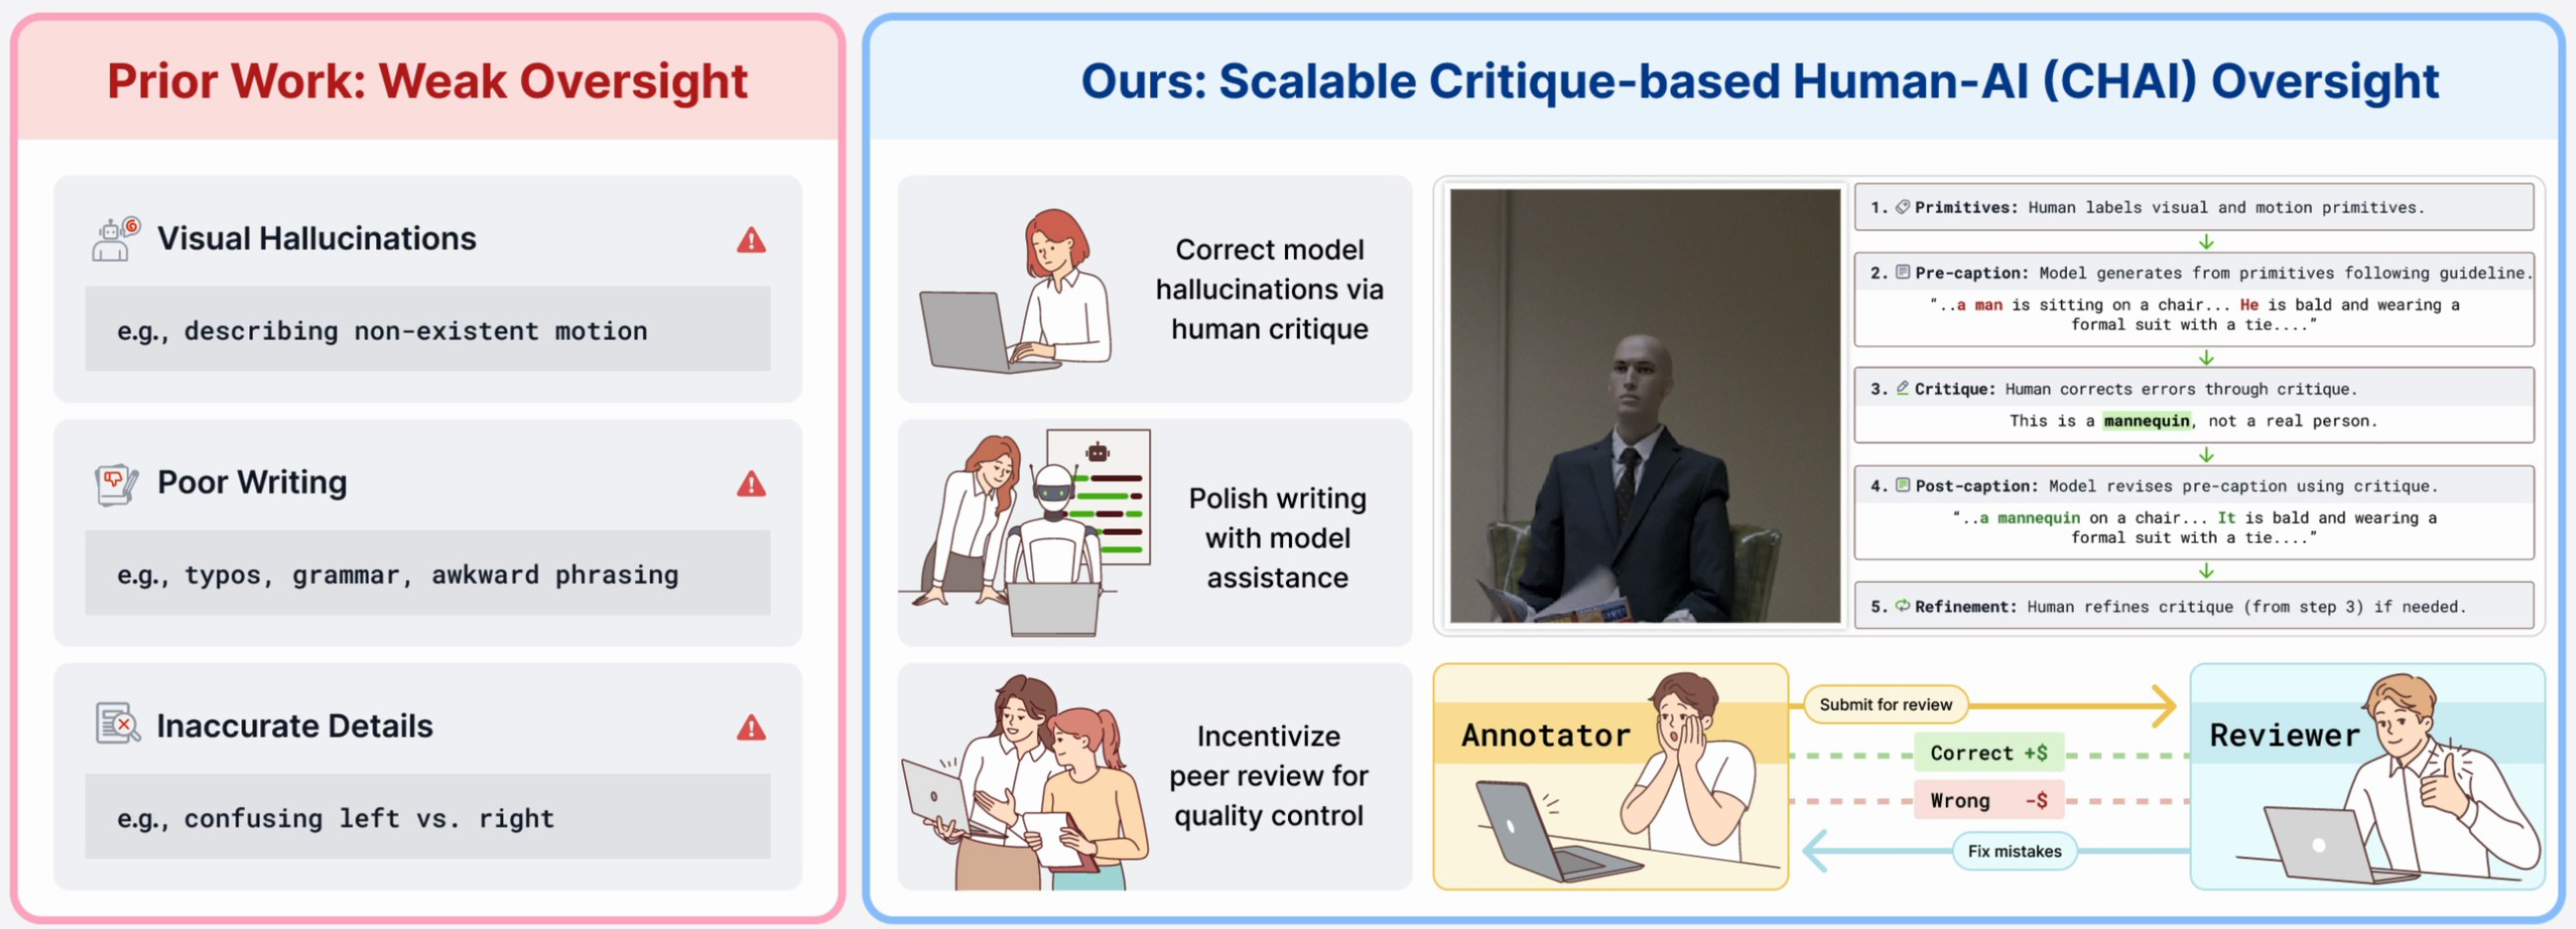 Prior Work: Weak Oversight
Visual Hallucinations
e.g., describing non-existent motion
Poor Writing
e.g., typos, grammar, awkward phrasing
Inaccurate Details
e.g., confusing left vs. right
Ours: Scalable Critique-based Human-AI (CHAI) Oversight
Correct model
hallucinations via
human critique
Polish writing
with model
assistance
Incentivize
peer review for
quality control
1. Primitives: Human labels visual and motion primitives.
2. Pre-caption: Model generates from primitives following guideline.
“..a man is sitting on a chair... He is bald and wearing a
formal suit with a tie....”
3. Critique: Human corrects errors through critique.
This is a mannequin, not a real person.
4. Post-caption: Model revises pre-caption using critique.
“..a mannequin on a chair... It is bald and wearing a
formal suit with a tie....”
5. Refinement: Human refines critique (from step 3) if needed.
Annotator
Submit for review
Correct +$
Wrong -$
Fix mistakes
Reviewer